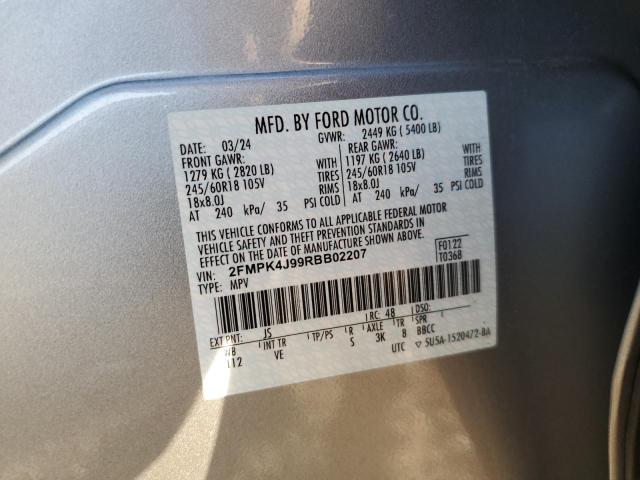 MFD. BY FORD MOTOR CO.
DATE: 03/24 GVWR: 2449 KG ( 5400 LB)
FRONT GAWR: REAR GAWR:
1279 KG ( 2820 LB) WITH 1197 KG ( 2640 LB) WITH
245/60R18 105V TIRES 245/60R18 105V TIRES
18x8.0J RIMS 18x8.0J RIMS
AT 240 kPa/ 35 PSI COLD AT 240 kPa/ 35 PSI COLD
THIS VEHICLE CONFORMS TO ALL APPLICABLE FEDERAL MOTOR
VEHICLE SAFETY AND THEFT PREVENTION STANDARDS IN
EFFECT ON THE DATE OF MANUFACTURE SHOWN ABOVE.
VIN: 2FMPK4J99RBB02207 F0122
TYPE: MPV T0368
EXT PNT: JS RC: 48 DSO:
WB INT TR TP/PS R AXLE TR SPR
112 VE S 3K 8 BBCC
UTC ▽ 5U5A-1520472-BA